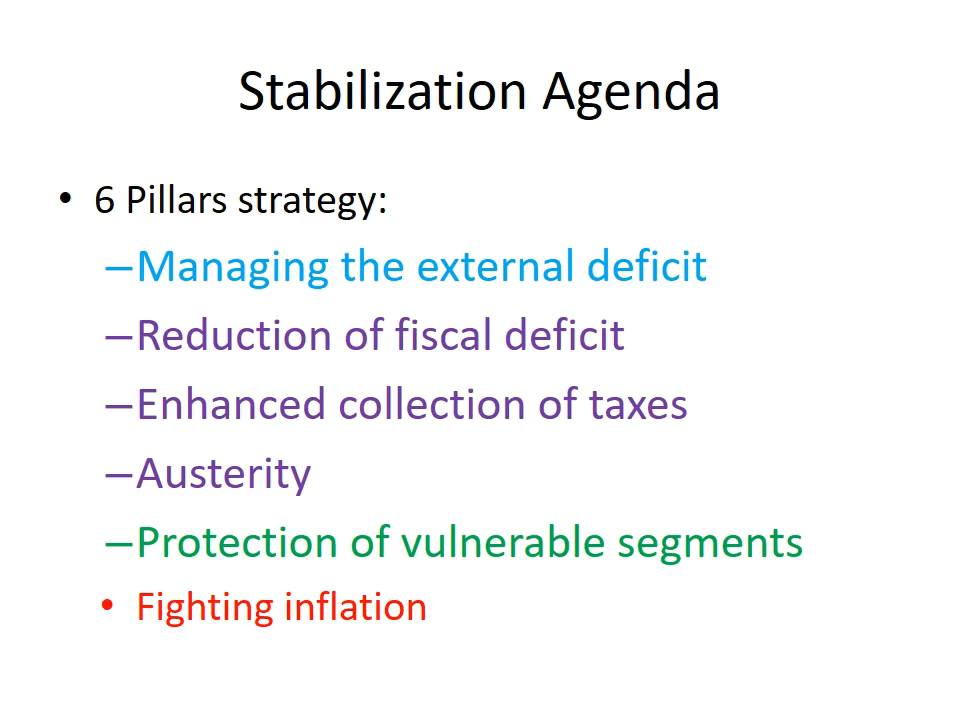 Stabilization Agenda
• 6 Pillars strategy:
–Managing the external deficit
–Reduction of fiscal deficit
–Enhanced collection of taxes
–Austerity
–Protection of vulnerable segments
• Fighting inflation